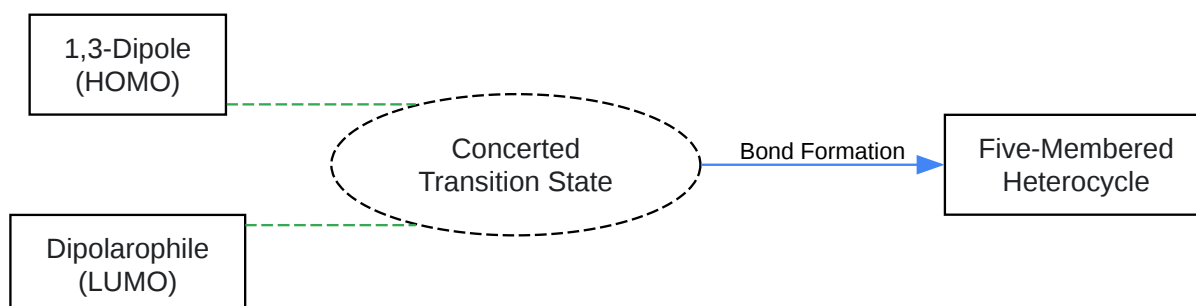 1,3-Dipole
(HOMO)
Concerted
Transition State
Bond Formation
Five-Membered
Heterocycle
Dipolarophile
(LUMO)